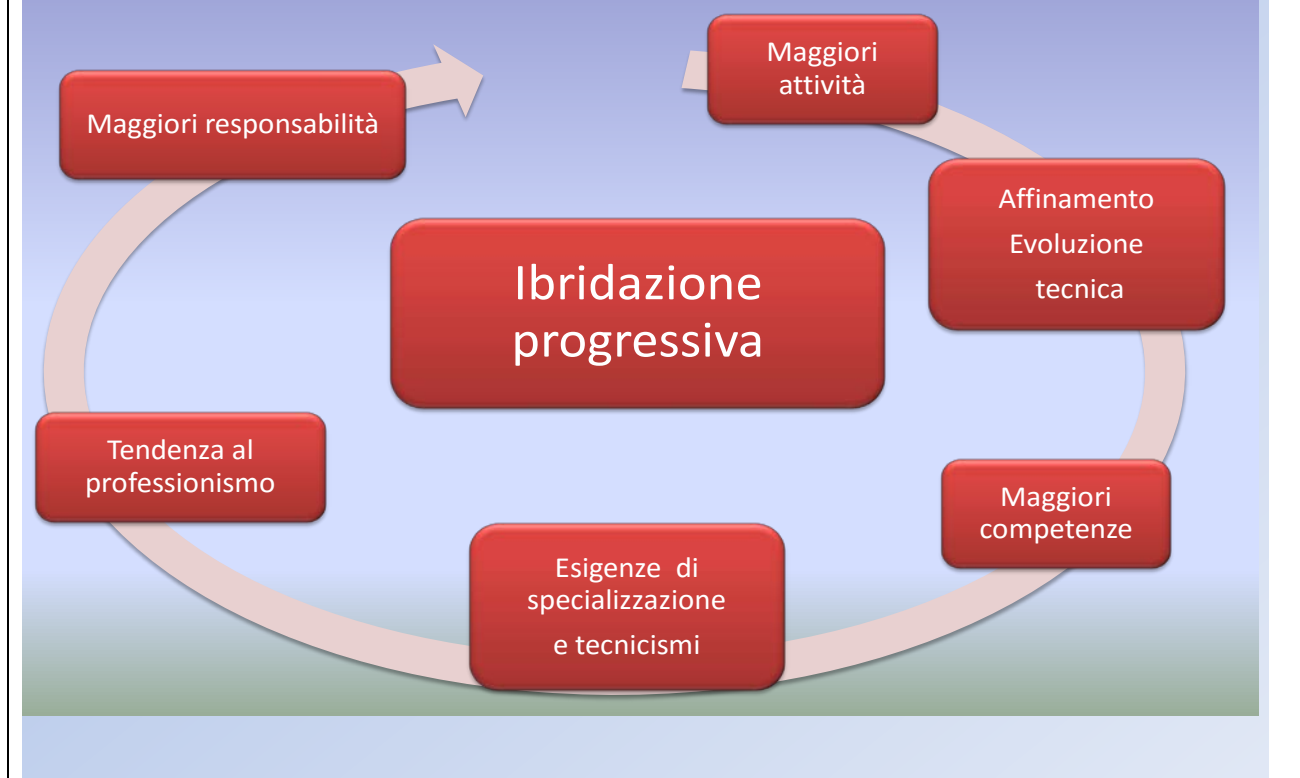 Maggiori
attività
Affinamento
Evoluzione
tecnica
Maggiori
competenze
Esigenze di
specializzazione
e tecnicismi
Tendenza al
professionismo
Maggiori responsabilità
Ibridazione
progressiva